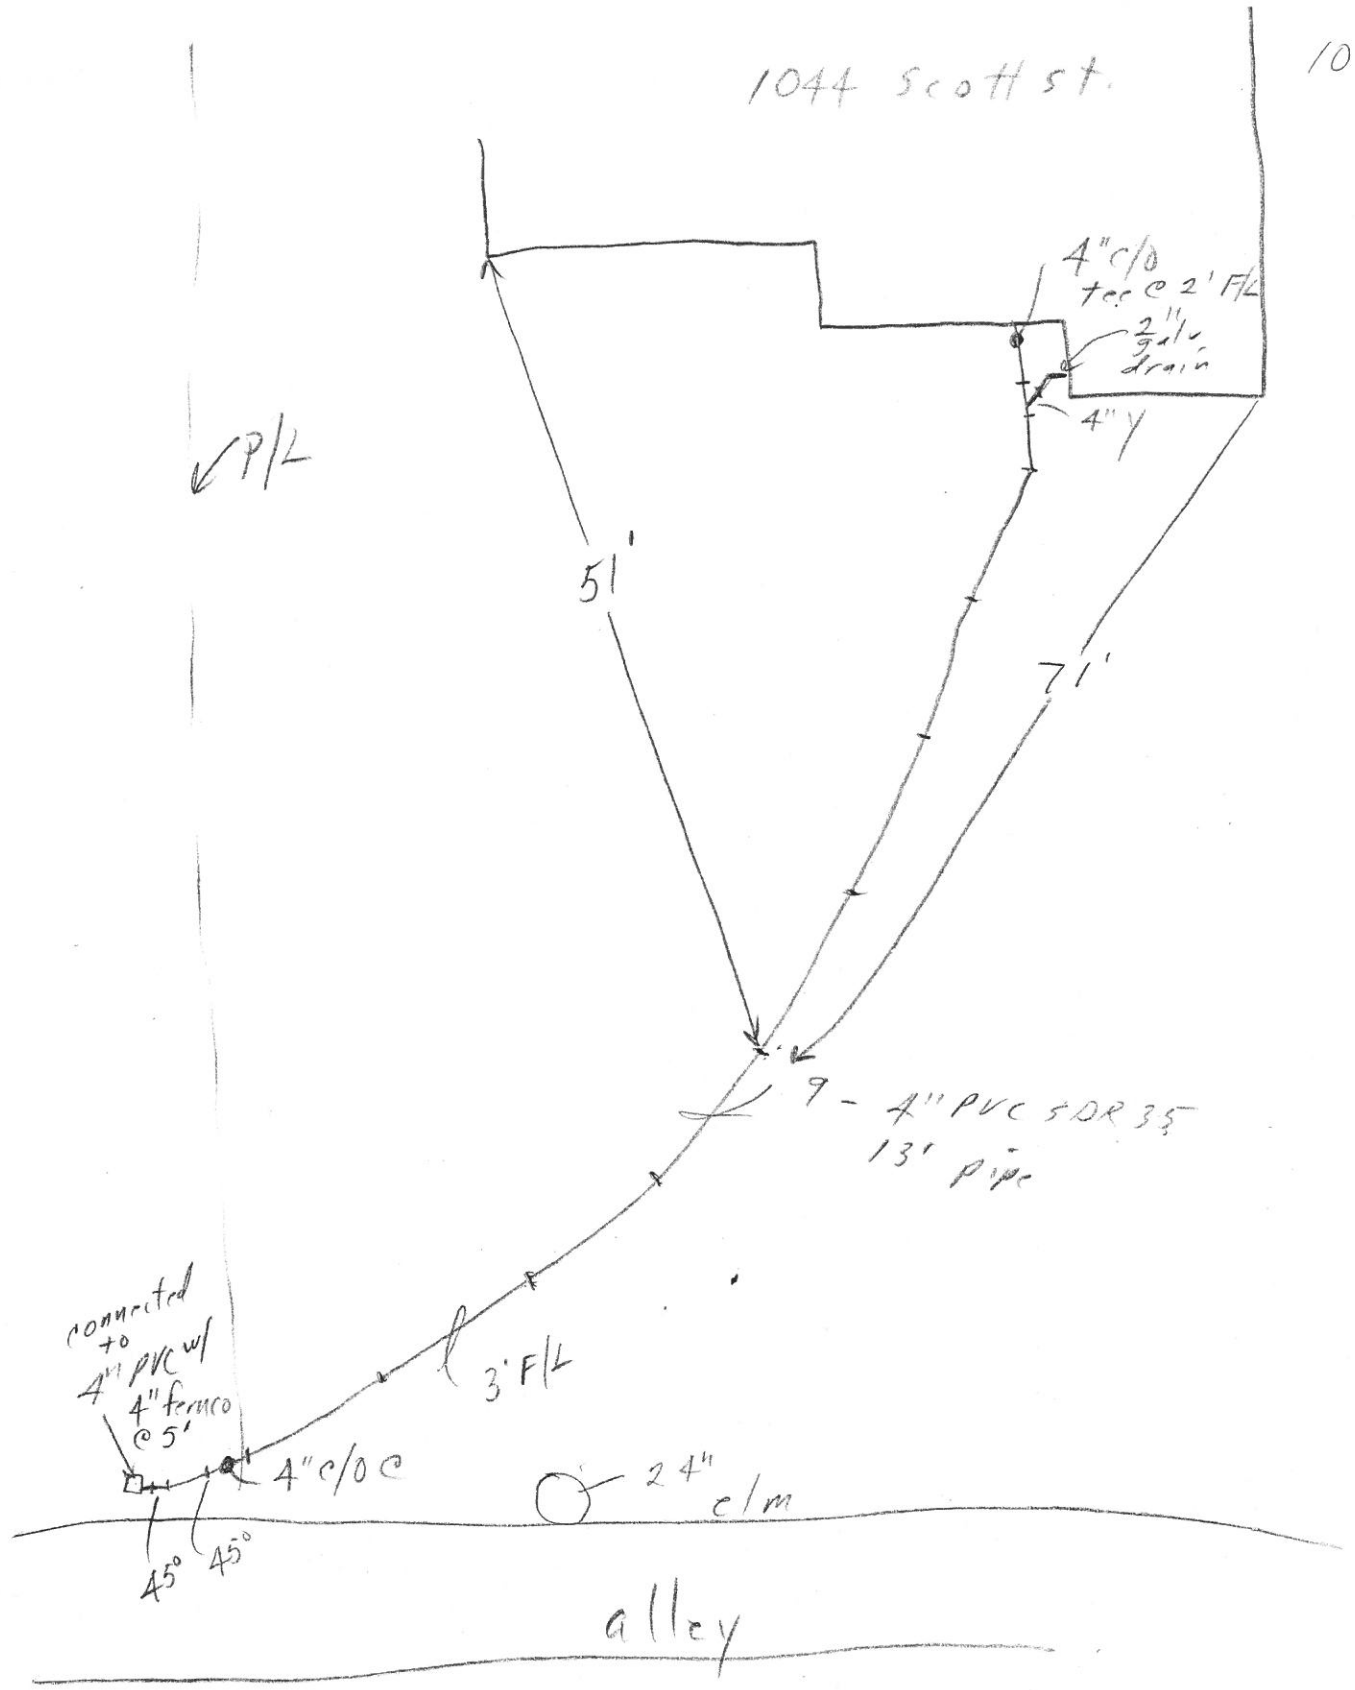 10
1044 Scott st.
4" c/o
tee @ 2' F/L
2"
galv
drain
4" Y
P/L
51'
71'
9 - 4" PVC SDR 35
13' pipe
connected
to
4" PVC w/
4" fernco
@ 5'
3' F/L
4" c/o @
24"
elm
45°
45°
alley